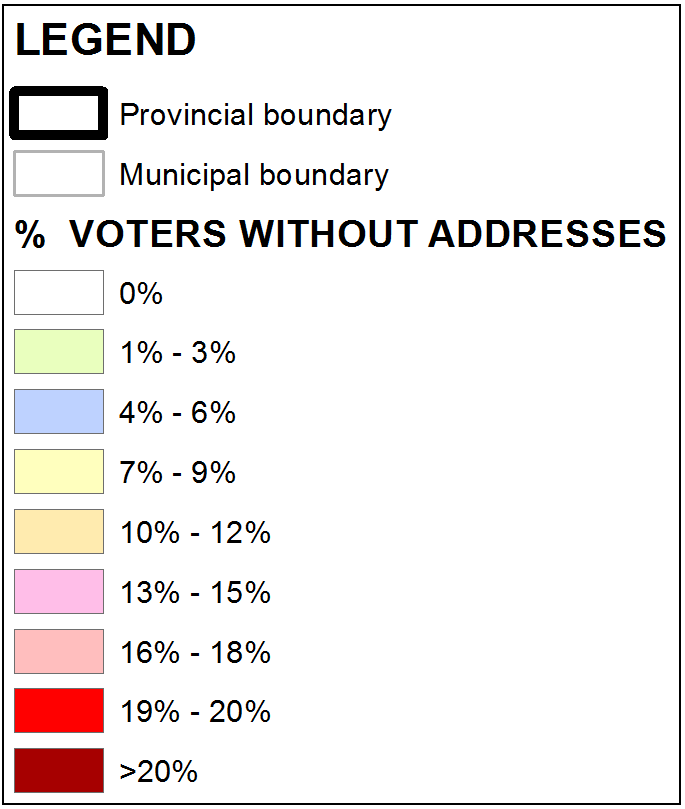 LEGEND
Provincial boundary
Municipal boundary
% VOTERS WITHOUT ADDRESSES
0%
1% - 3%
4% - 6%
7% - 9%
10% - 12%
13% - 15%
16% - 18%
19% - 20%
>20%